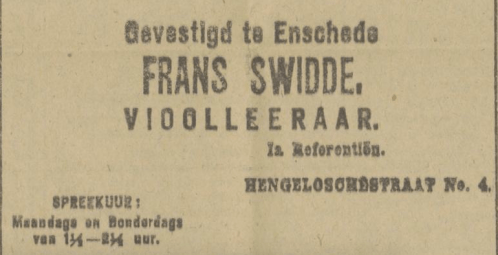 Gevestigd te Enschede
FRANS SWIDDE,
VIOOLLEERAAR.
Ia Referentiën.
HENGELOSCHESTRAAT No. 4.
SPREEKUUR:
Maandags en Donderdags
van 1½—2½ uur.